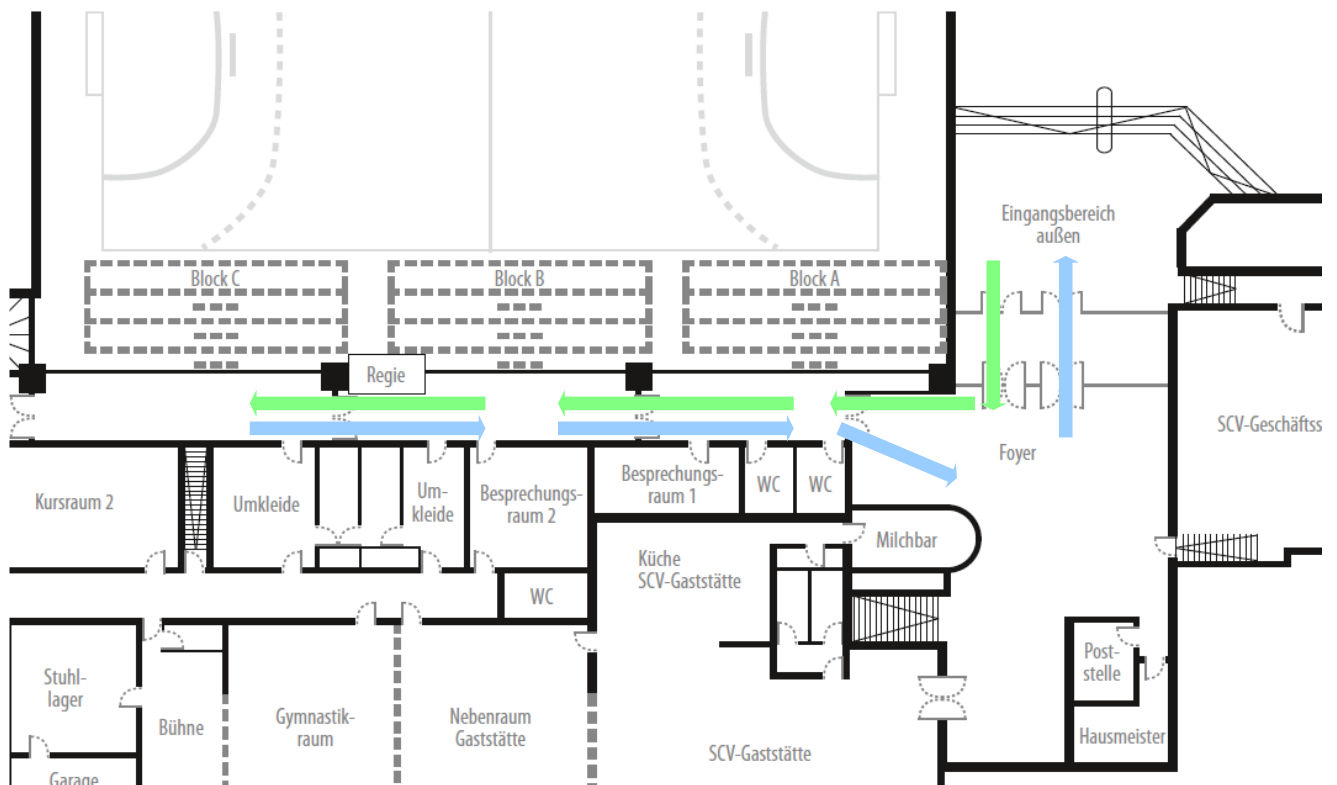 Eingangsbereich
außen
Block C
Block B
Block A
Regie
SCV-Geschäftss
Foyer
Kursraum 2
Umkleide
Um-
kleide
Besprechungs-
raum 2
Besprechungs-
raum 1
WC
WC
Milchbar
Küche
SCV-Gaststätte
WC
Stuhl-
lager
Bühne
Gymnastik-
raum
Nebenraum
Gaststätte
SCV-Gaststätte
Post-
stelle
Hausmeister
Garage